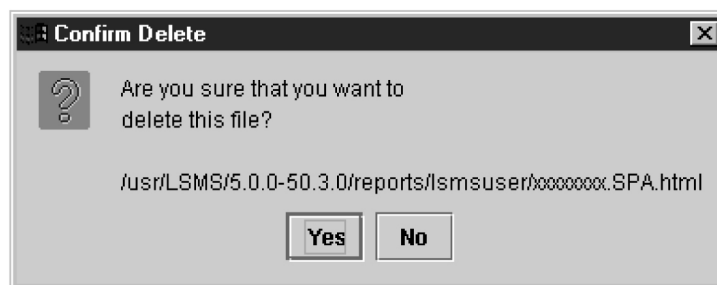 Confirm Delete
Are you sure that you want to
delete this file?
/usr/LSMS/5.0.0-50.3.0/reports/lsmsuser/xxxxxxxx.SPA.html
Yes No